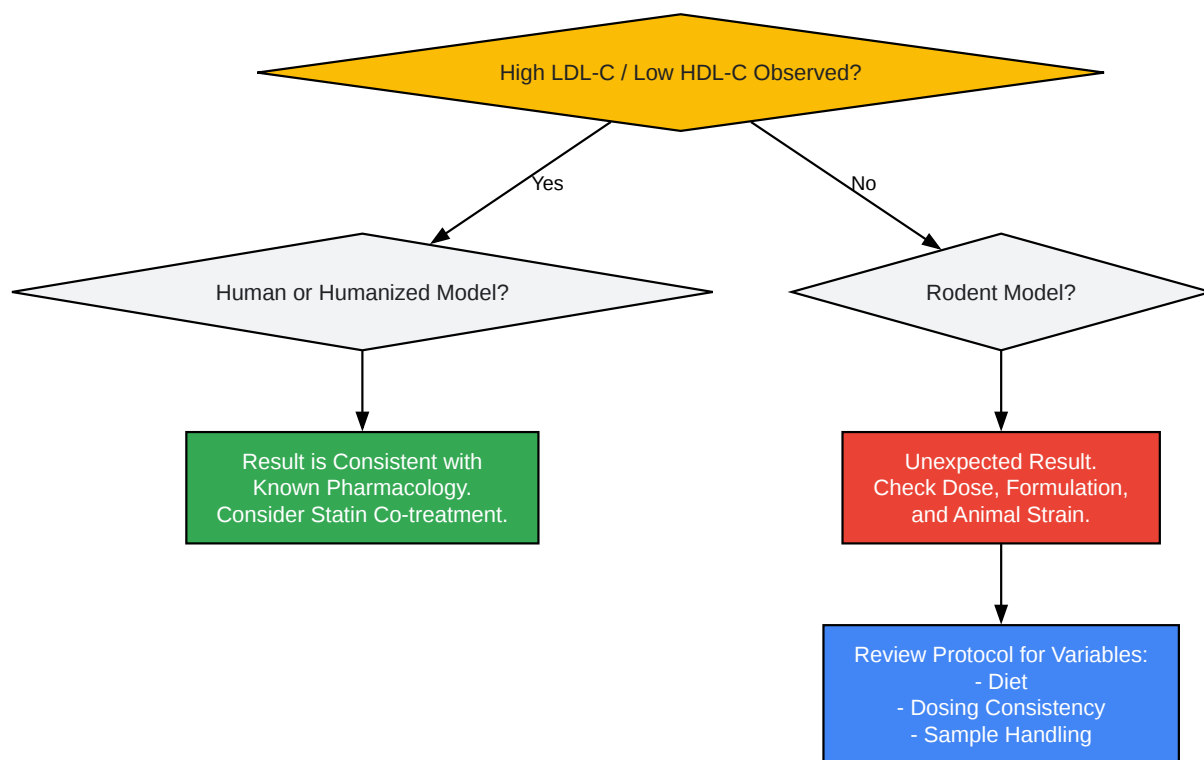 High LDL-C / Low HDL-C Observed?
Yes
No
Human or Humanized Model?
Rodent Model?
Result is Consistent with
Known Pharmacology.
Consider Statin Co-treatment.
Unexpected Result.
Check Dose, Formulation,
and Animal Strain.
Review Protocol for Variables:
- Diet
- Dosing Consistency
- Sample Handling